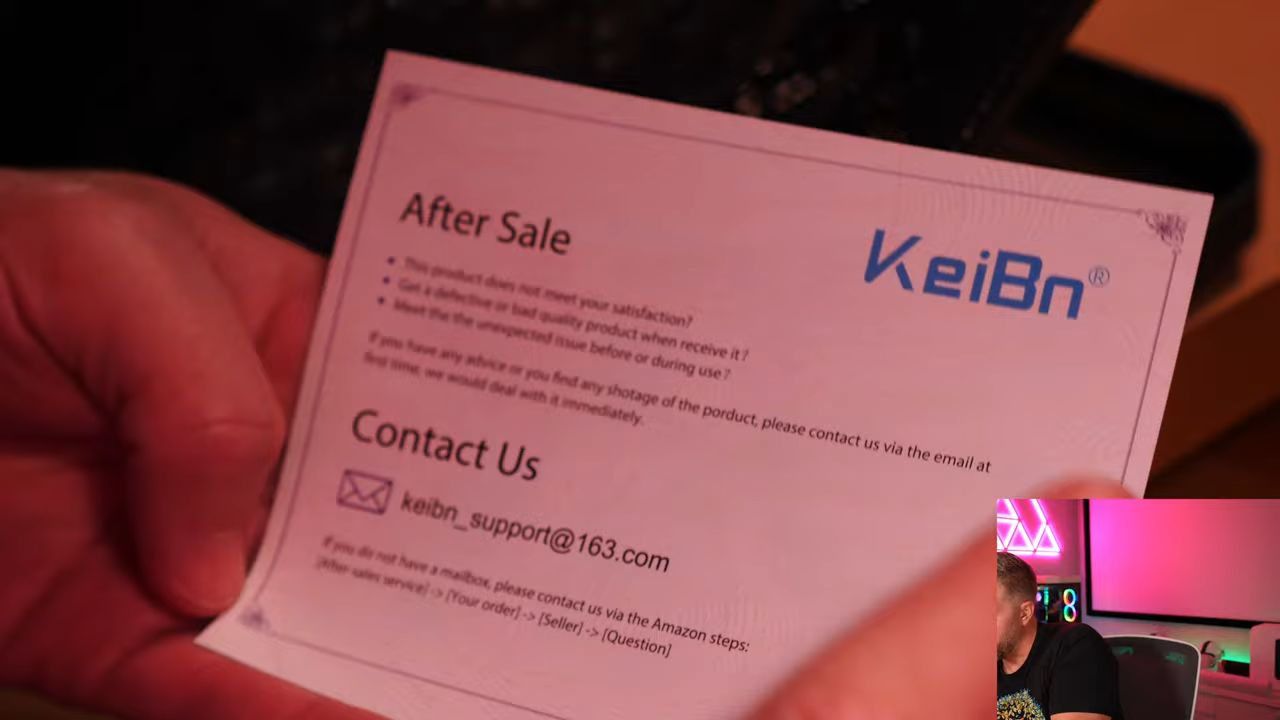 After Sale
KeiBn®
• This product does not meet your satisfaction?
• Get a defective or bad quality product when receive it?
• Meet the the unexpected issue before or during use?
If you have any advice or you find any shotage of the porduct, please contact us via the email at
first time, we would deal with it immediately.
Contact Us
keibn_support@163.com
If you do not have a mailbox, please contact us via the Amazon steps:
[After-sales service] -> [Your order] -> [Seller] -> [Question]